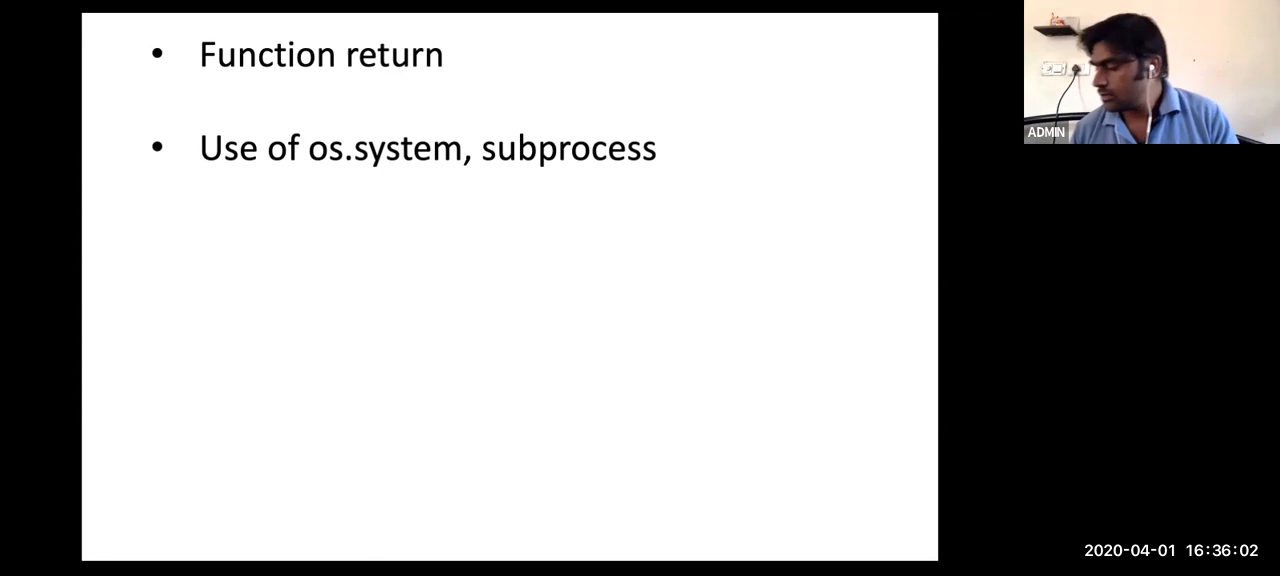 • Function return
• Use of os.system, subprocess
ADMIN
2020-04-01 16:36:02